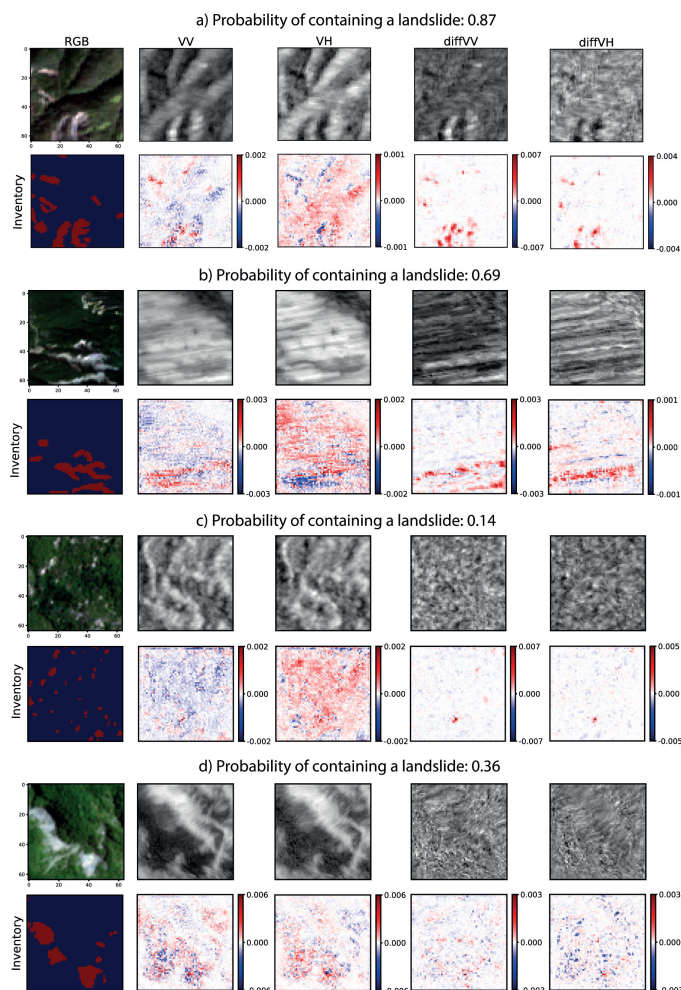 a) Probability of containing a landslide: 0.87
RGB VV VH diffVV diffVH
0
20
40
60
0 20 40 60
Inventory
0.002 0.001 0.007 0.004
0.000 0.000 0.000 0.000
-0.002 -0.001 -0.007 -0.004
b) Probability of containing a landslide: 0.69
0
20
40
60
0 20 40 60
Inventory
0.003 0.002 0.003 0.001
0.000 0.000 0.000 0.000
-0.003 -0.002 -0.003 -0.001
c) Probability of containing a landslide: 0.14
0
20
40
60
0 20 40 60
Inventory
0.002 0.002 0.007 0.005
0.000 0.000 0.000 0.000
-0.002 -0.002 -0.007 -0.005
d) Probability of containing a landslide: 0.36
0
20
40
60
0 20 40 60
Inventory
0.006 0.006 0.003 0.003
0.000 0.000 0.000 0.000